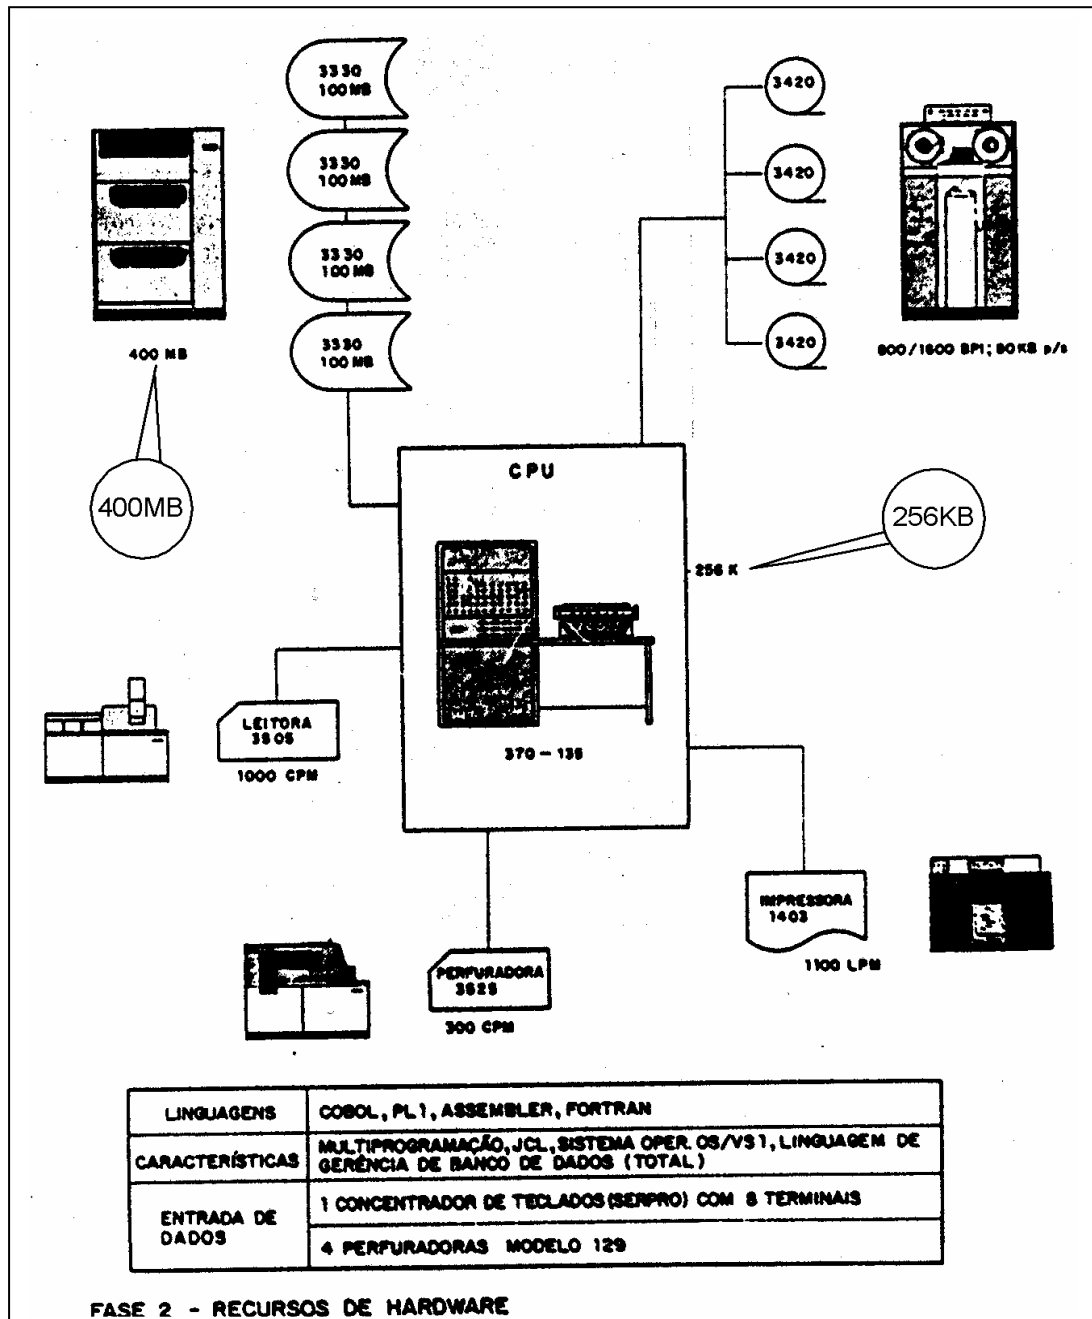 3330
100 MB
3330
100 MB
3330
100 MB
3330
100 MB
3420
3420
3420
3420
400 MB
800/1600 BPI; 80 KB p/s
400MB
CPU
256KB
256 K
370 - 135
LEITORA
3505
1000 CPM
IMPRESSORA
1403
1100 LPM
PERFURADORA
3525
300 CPM
LINGUAGENS
COBOL, PL1, ASSEMBLER, FORTRAN
CARACTERÍSTICAS
MULTIPROGRAMAÇÃO, JCL, SISTEMA OPER. OS/VS1, LINGUAGEM DE
GERÊNCIA DE BANCO DE DADOS (TOTAL)
ENTRADA DE
DADOS
1 CONCENTRADOR DE TECLADOS (SERPRO) COM 8 TERMINAIS
4 PERFURADORAS MODELO 129
FASE 2 - RECURSOS DE HARDWARE